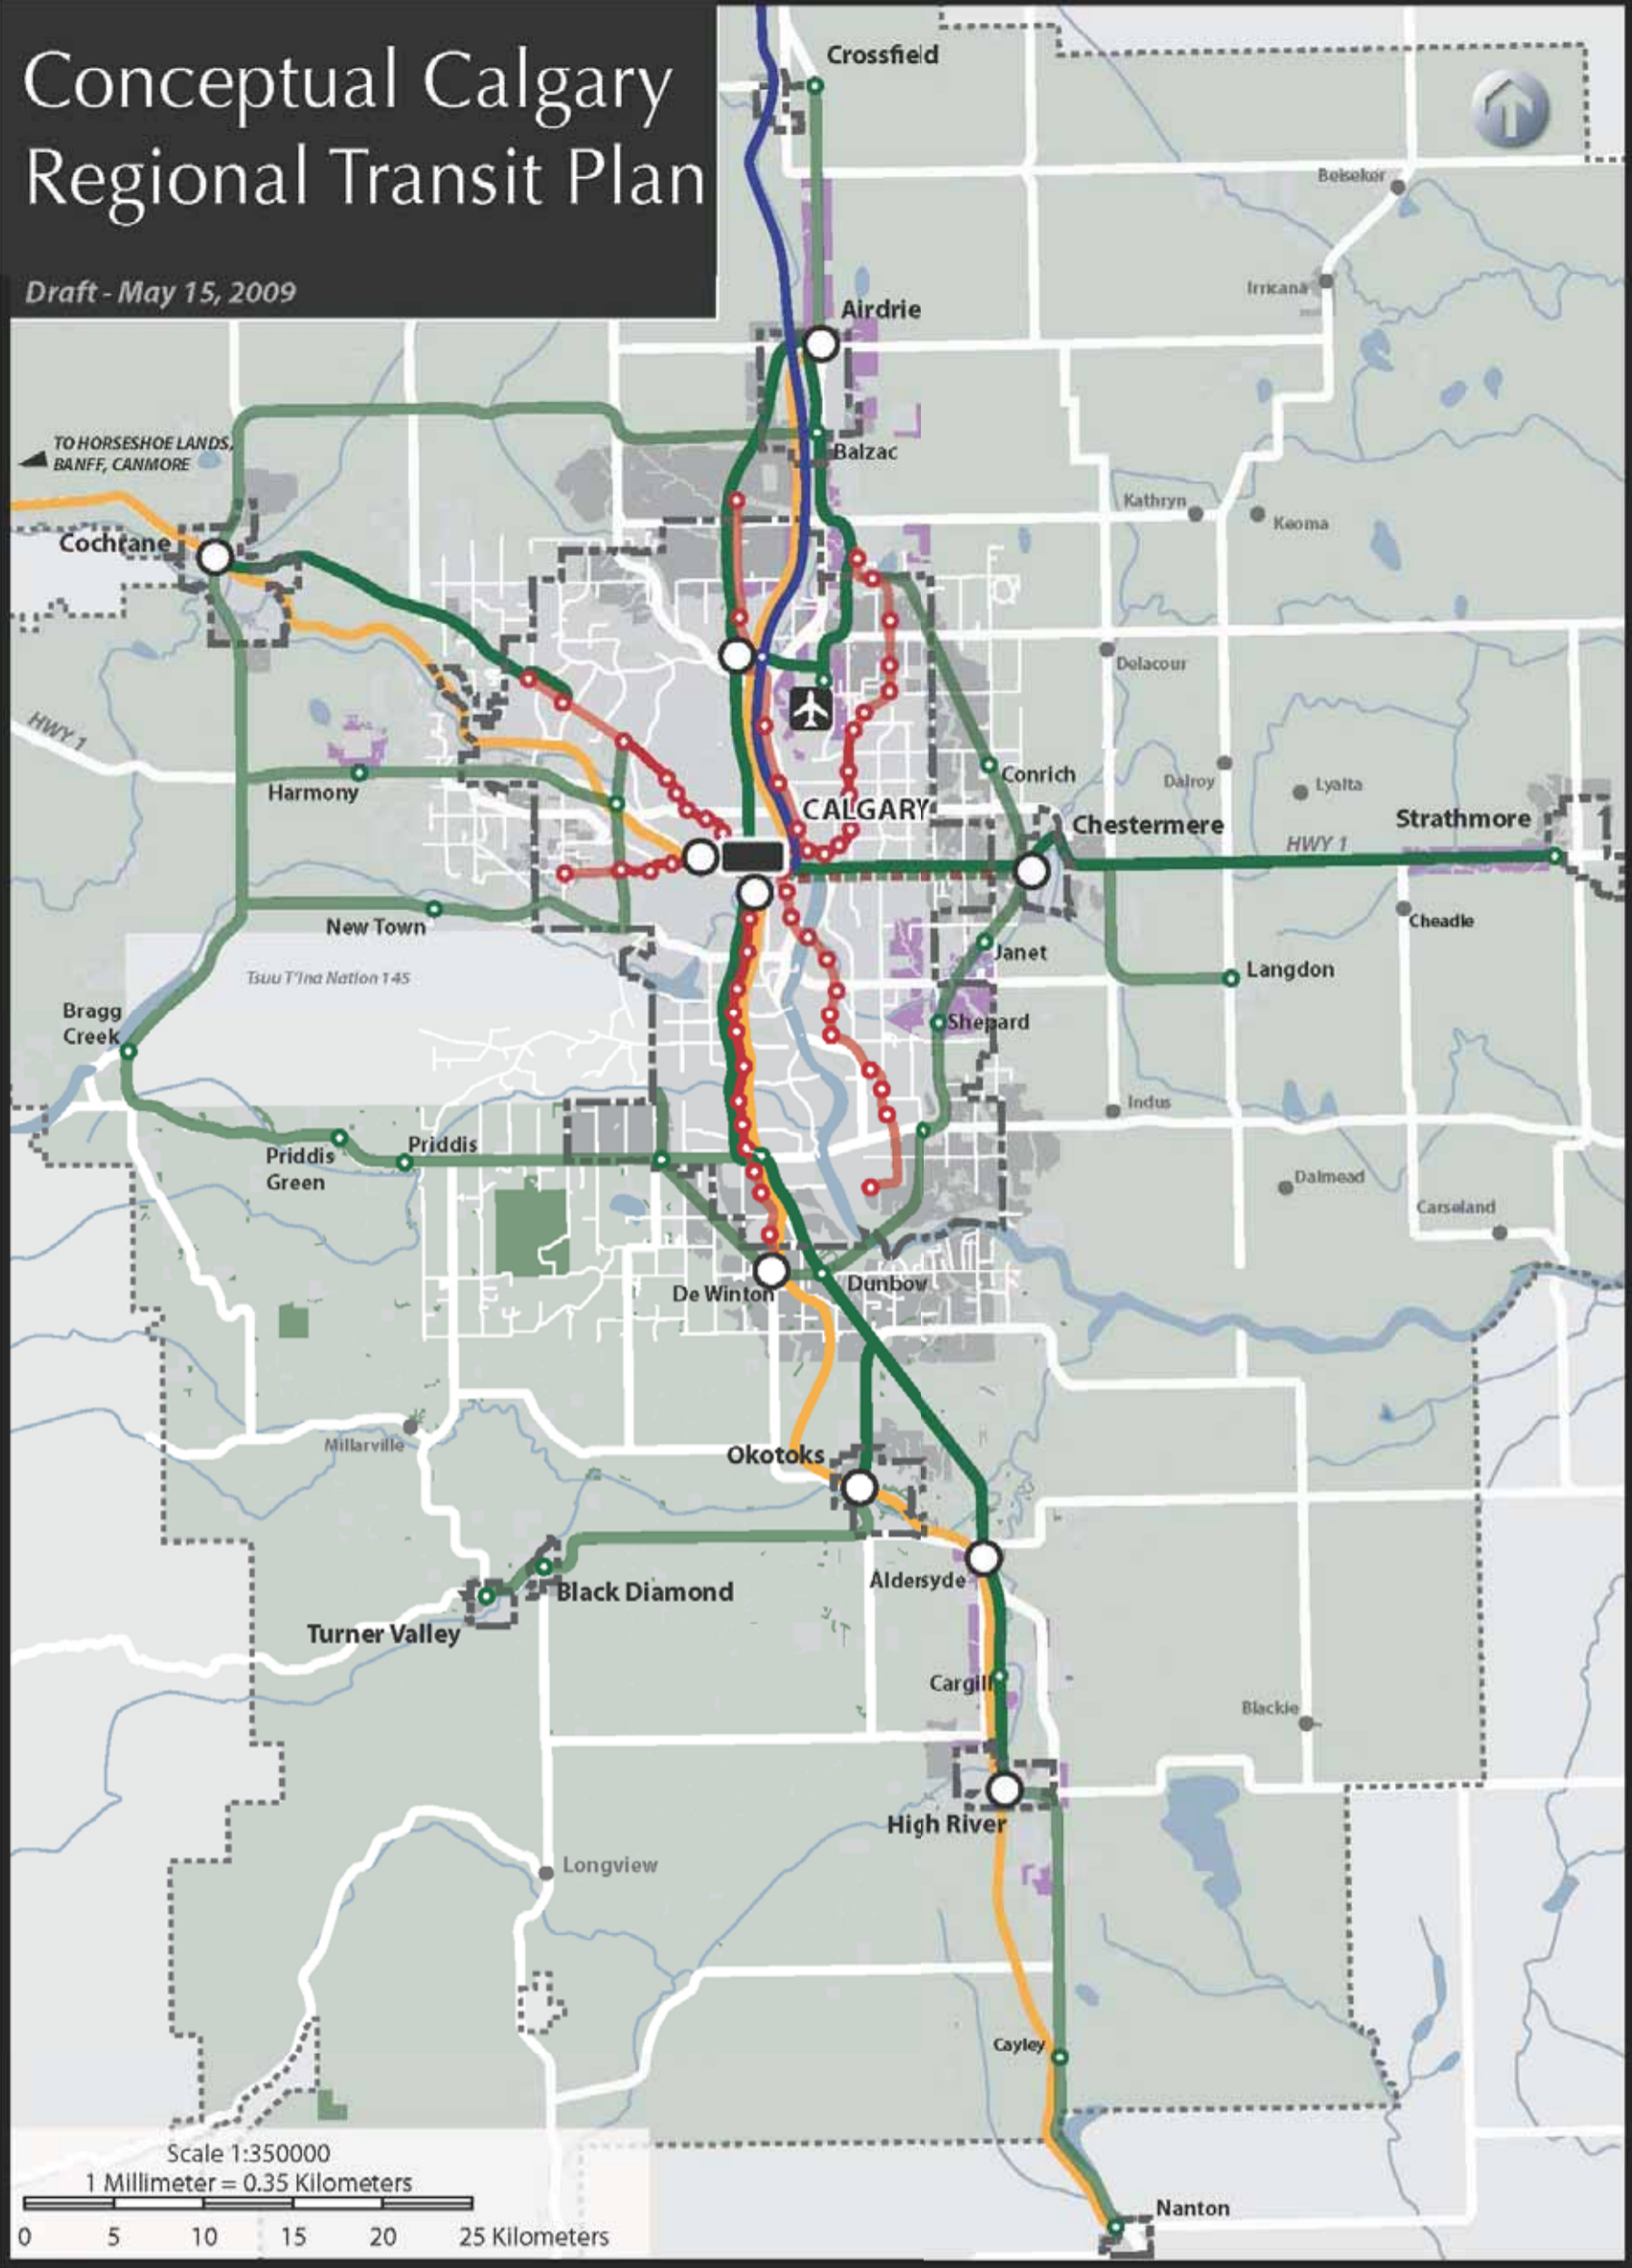 Conceptual Calgary
Regional Transit Plan
Draft - May 15, 2009
Crossfield
Beiseker
Irricana
Airdrie
TO HORSESHOE LANDS,
BANFF, CANMORE
Balzac
Kathryn
Keoma
Cochrane
Delacour
HWY 1
Conrich
Dalroy
Lyalta
Harmony
CALGARY
Chestermere
Strathmore
HWY 1
New Town
Cheadle
Janet
Langdon
Tsuu T'Ina Nation 145
Bragg
Creek
Shepard
Indus
Priddis
Green
Priddis
Dalmead
Carseland
De Winton
Dunbow
Millarville
Okotoks
Aldersyde
Black Diamond
Turner Valley
Cargill
Blackie
High River
Longview
Cayley
Scale 1:350000
1 Millimeter = 0.35 Kilometers
0 5 10 15 20 25 Kilometers
Nanton